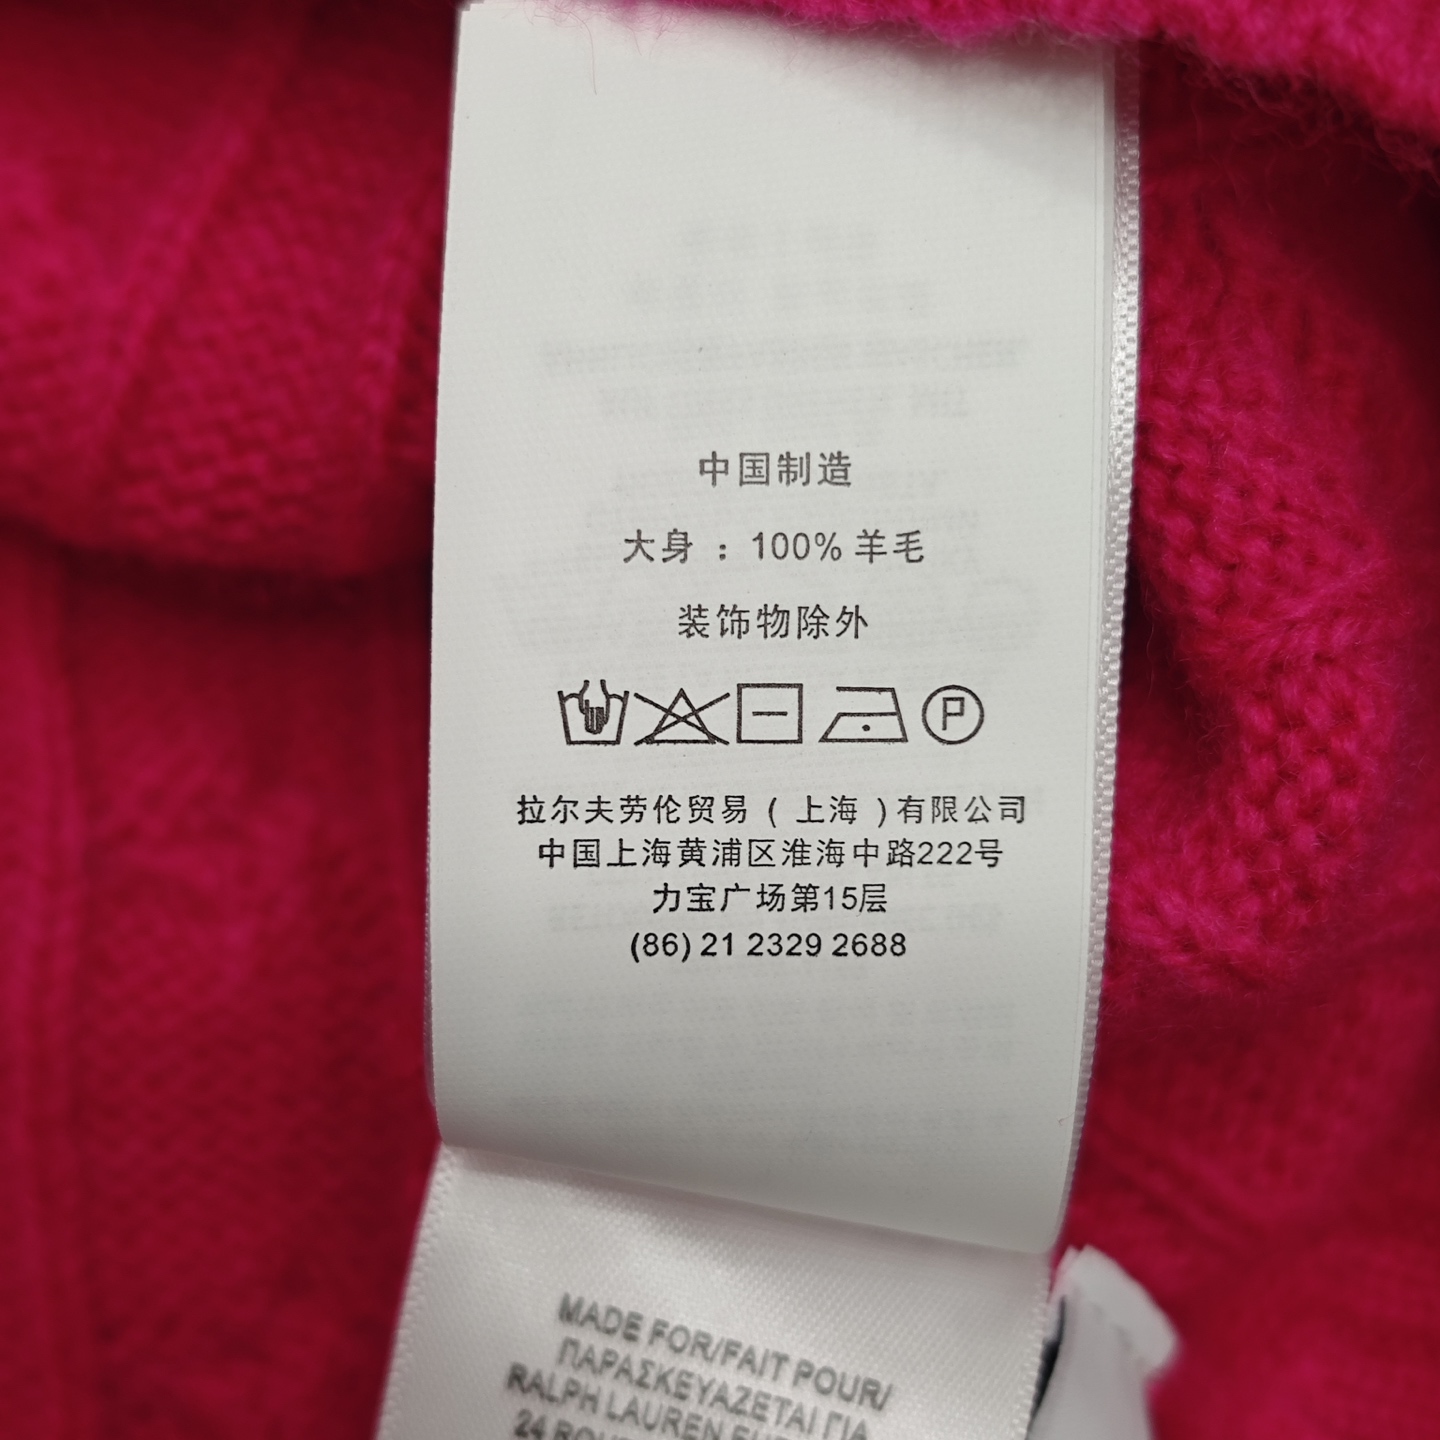 中国制造
大身 : 100% 羊毛
装饰物除外
P
拉尔夫劳伦贸易 ( 上海 ) 有限公司
中国上海黄浦区淮海中路222号
力宝广场第15层
(86) 21 2329 2688
MADE FOR/FAIT POUR/
ΠΑΡΑΣΚΕΥΑΖΕΤΑΙ ΓΙΑ
RALPH LAUREN
24